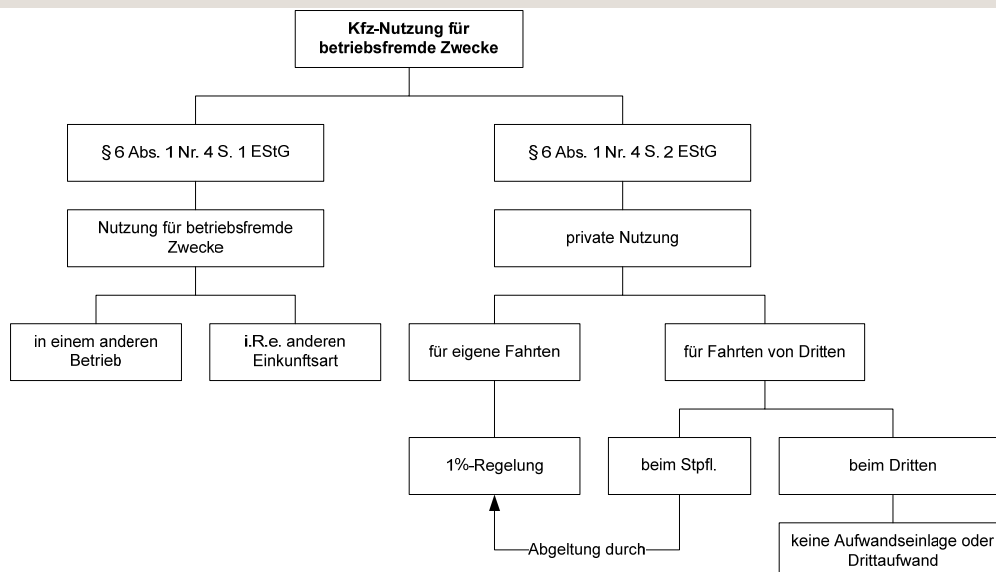 Kfz-Nutzung für
betriebsfremde Zwecke
§ 6 Abs. 1 Nr. 4 S. 1 EStG
§ 6 Abs. 1 Nr. 4 S. 2 EStG
Nutzung für betriebsfremde
Zwecke
private Nutzung
in einem anderen
Betrieb
i.R.e. anderen
Einkunftsart
für eigene Fahrten
für Fahrten von Dritten
1%-Regelung
beim Stpfl.
beim Dritten
Abgeltung durch
keine Aufwandseinlage oder
Drittaufwand